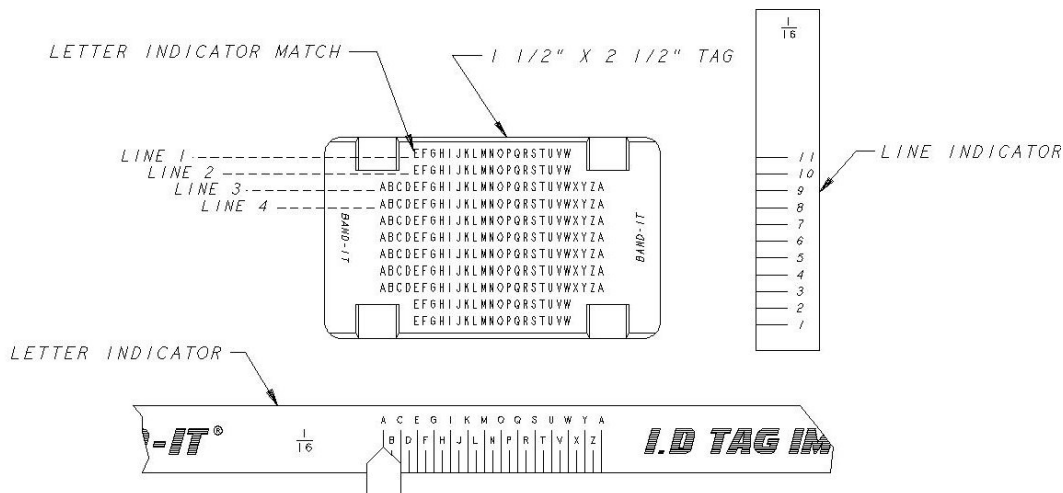 1
16
LETTER INDICATOR MATCH
1 1/2" X 2 1/2" TAG
LINE 1 EFGHIJKLMNOPQRSTUVW
LINE 2 EFGHIJKLMNOPQRSTUVW
LINE 3 ABCDEFGHIJKLMNOPQRSTUVWXYZA
LINE 4 ABCDEFGHIJKLMNOPQRSTUVWXYZA
ABCDEFGHIJKLMNOPQRSTUVWXYZA
ABCDEFGHIJKLMNOPQRSTUVWXYZA
ABCDEFGHIJKLMNOPQRSTUVWXYZA
ABCDEFGHIJKLMNOPQRSTUVWXYZA
ABCDEFGHIJKLMNOPQRSTUVWXYZA
EFGHIJKLMNOPQRSTUVW
EFGHIJKLMNOPQRSTUVW
BAND-IT
BAND-IT
LINE INDICATOR
11
10
9
8
7
6
5
4
3
2
1
LETTER INDICATOR
A C E G I K M O Q S U W Y A
B D F H J L N P R T V X Z
-IT®
1
16
I.D TAG IM